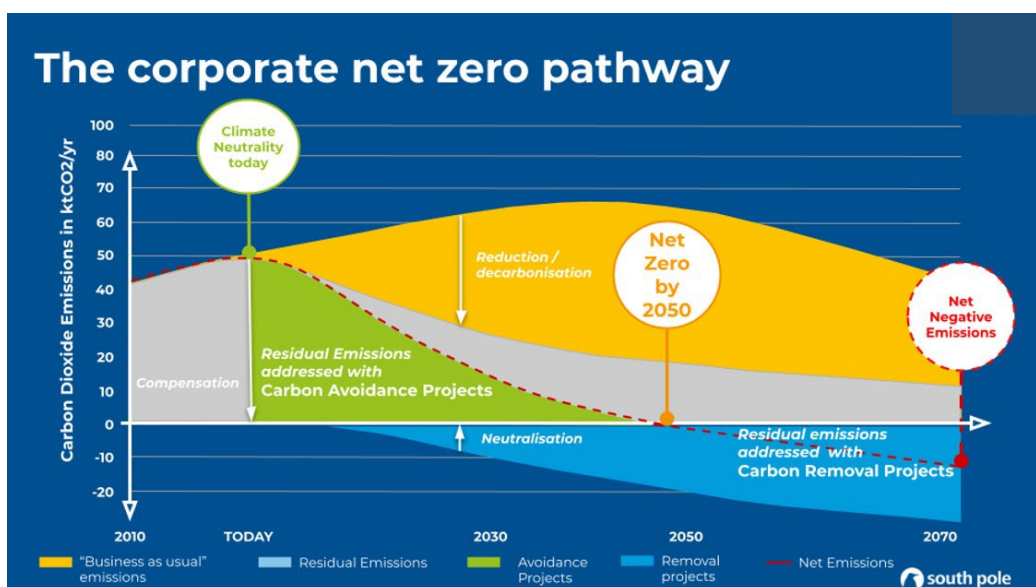 The corporate net zero pathway
Carbon Dioxide Emissions in ktCO2/yr
100
80
70
60
50
40
30
20
10
0
-10
-20
Climate
Neutrality
today
Reduction /
decarbonisation
Net
Zero
by
2050
Net
Negative
Emissions
Compensation
Residual Emissions
addressed with
Carbon Avoidance Projects
Neutralisation
Residual emissions
addressed with
Carbon Removal Projects
2010 TODAY 2030 2050 2070
"Business as usual"
emissions
Residual Emissions
Avoidance
Projects
Removal
projects
Net Emissions
south pole